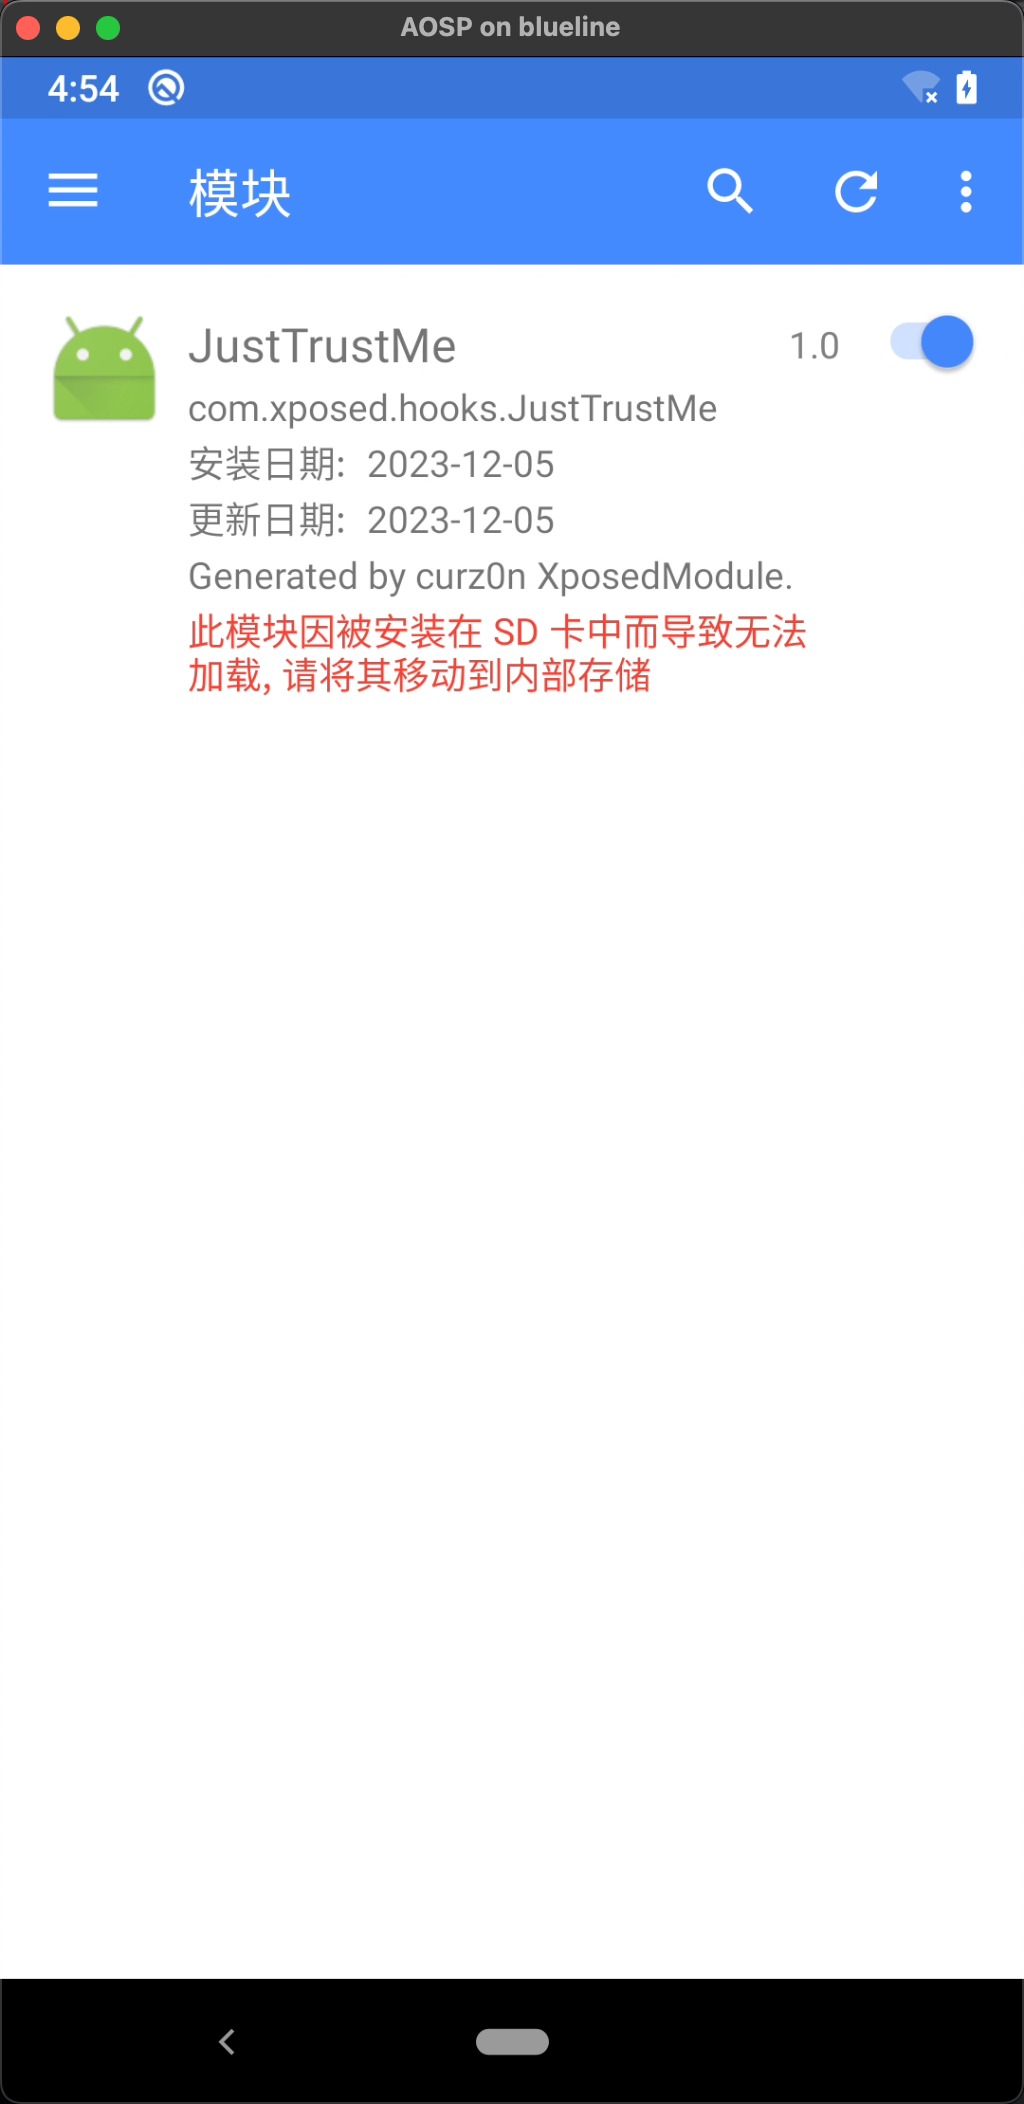 AOSP on blueline
4:54
模块
JustTrustMe
1.0
com.xposed.hooks.JustTrustMe
安装日期: 2023-12-05
更新日期: 2023-12-05
Generated by curz0n XposedModule.
此模块因被安装在 SD 卡中而导致无法
加载, 请将其移动到内部存储